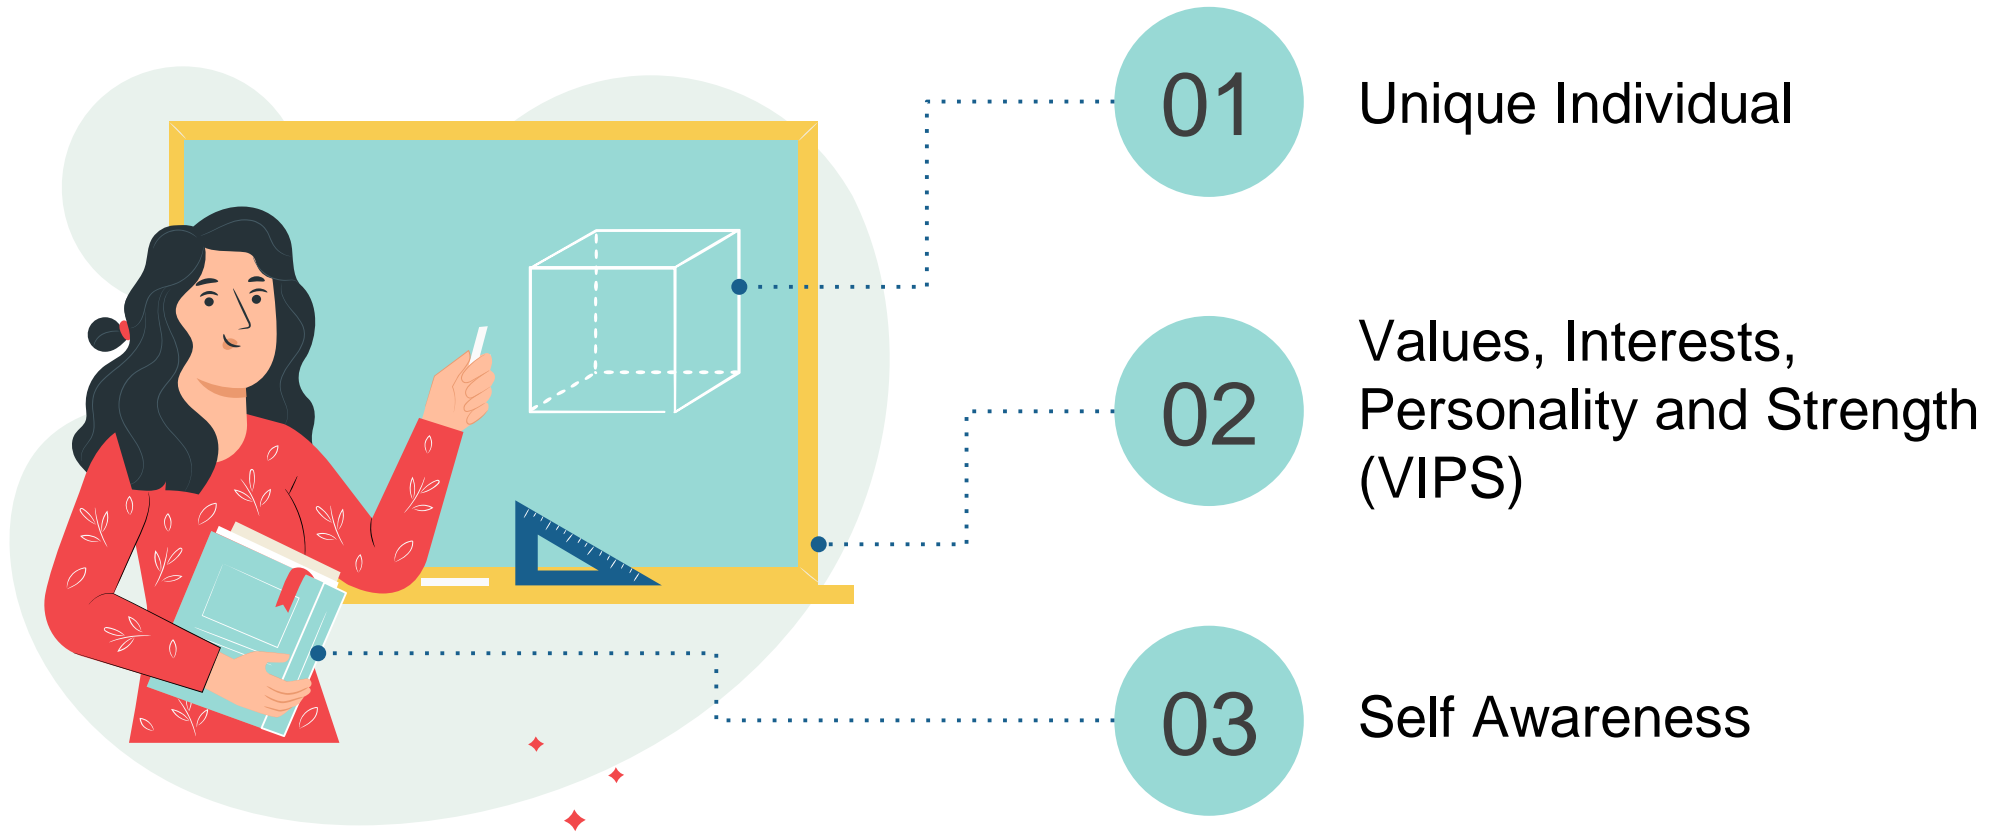 01
Unique Individual
02
Values, Interests,
Personality and Strength
(VIPS)
03
Self Awareness